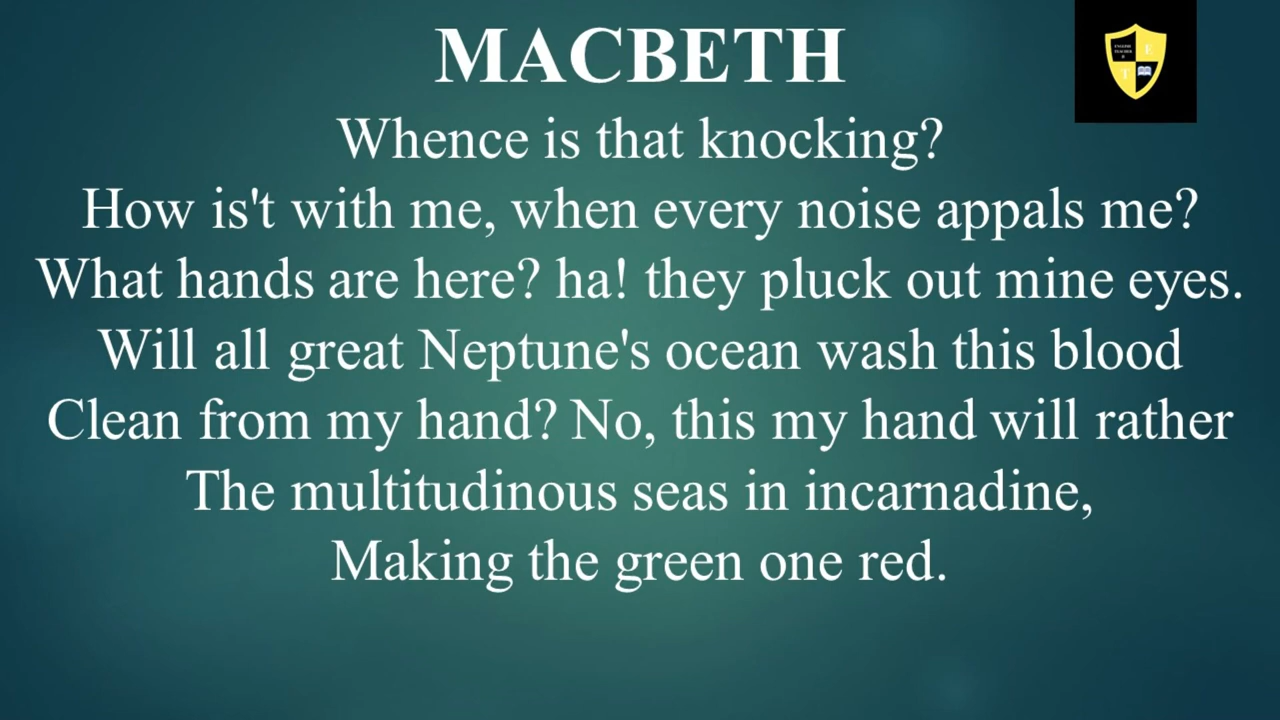 MACBETH
Whence is that knocking?
How is't with me, when every noise appals me?
What hands are here? ha! they pluck out mine eyes.
Will all great Neptune's ocean wash this blood
Clean from my hand? No, this my hand will rather
The multitudinous seas in incarnadine,
Making the green one red.
ENGLISH
TEACHER
E
T